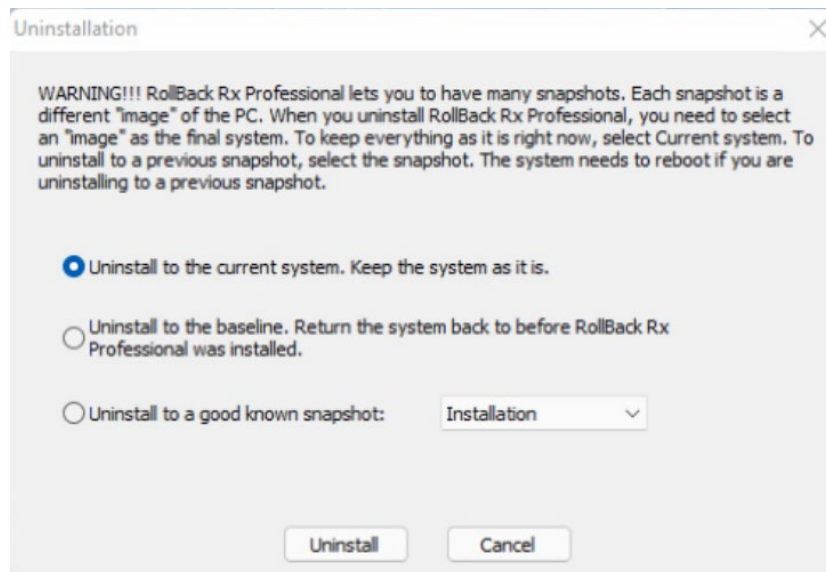 Uninstallation
WARNING!!! RollBack Rx Professional lets you to have many snapshots. Each snapshot is a
different "image" of the PC. When you uninstall RollBack Rx Professional, you need to select
an "image" as the final system. To keep everything as it is right now, select Current system. To
uninstall to a previous snapshot, select the snapshot. The system needs to reboot if you are
uninstalling to a previous snapshot.
Uninstall to the current system. Keep the system as it is.
Uninstall to the baseline. Return the system back to before RollBack Rx
Professional was installed.
Uninstall to a good known snapshot: Installation
Uninstall Cancel